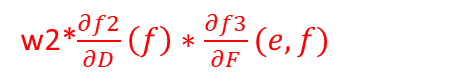 w2*∂f2/∂D (f) * ∂f3/∂F (e, f)